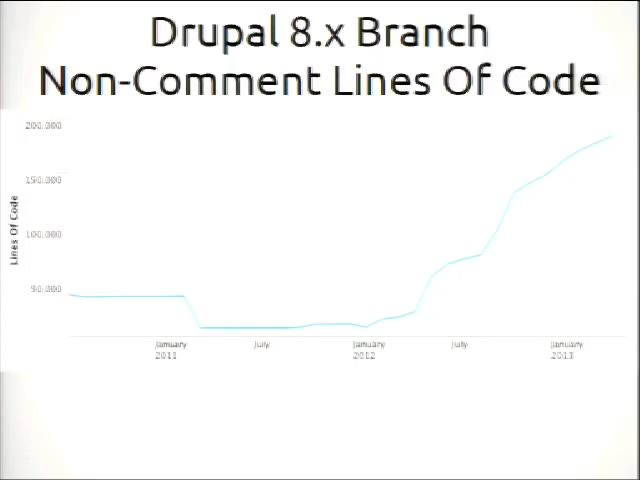 Drupal 8.x Branch
Non-Comment Lines Of Code
200,000
150,000
100,000
50,000
Lines Of Code
January
2011
July
January
2012
July
January
2013